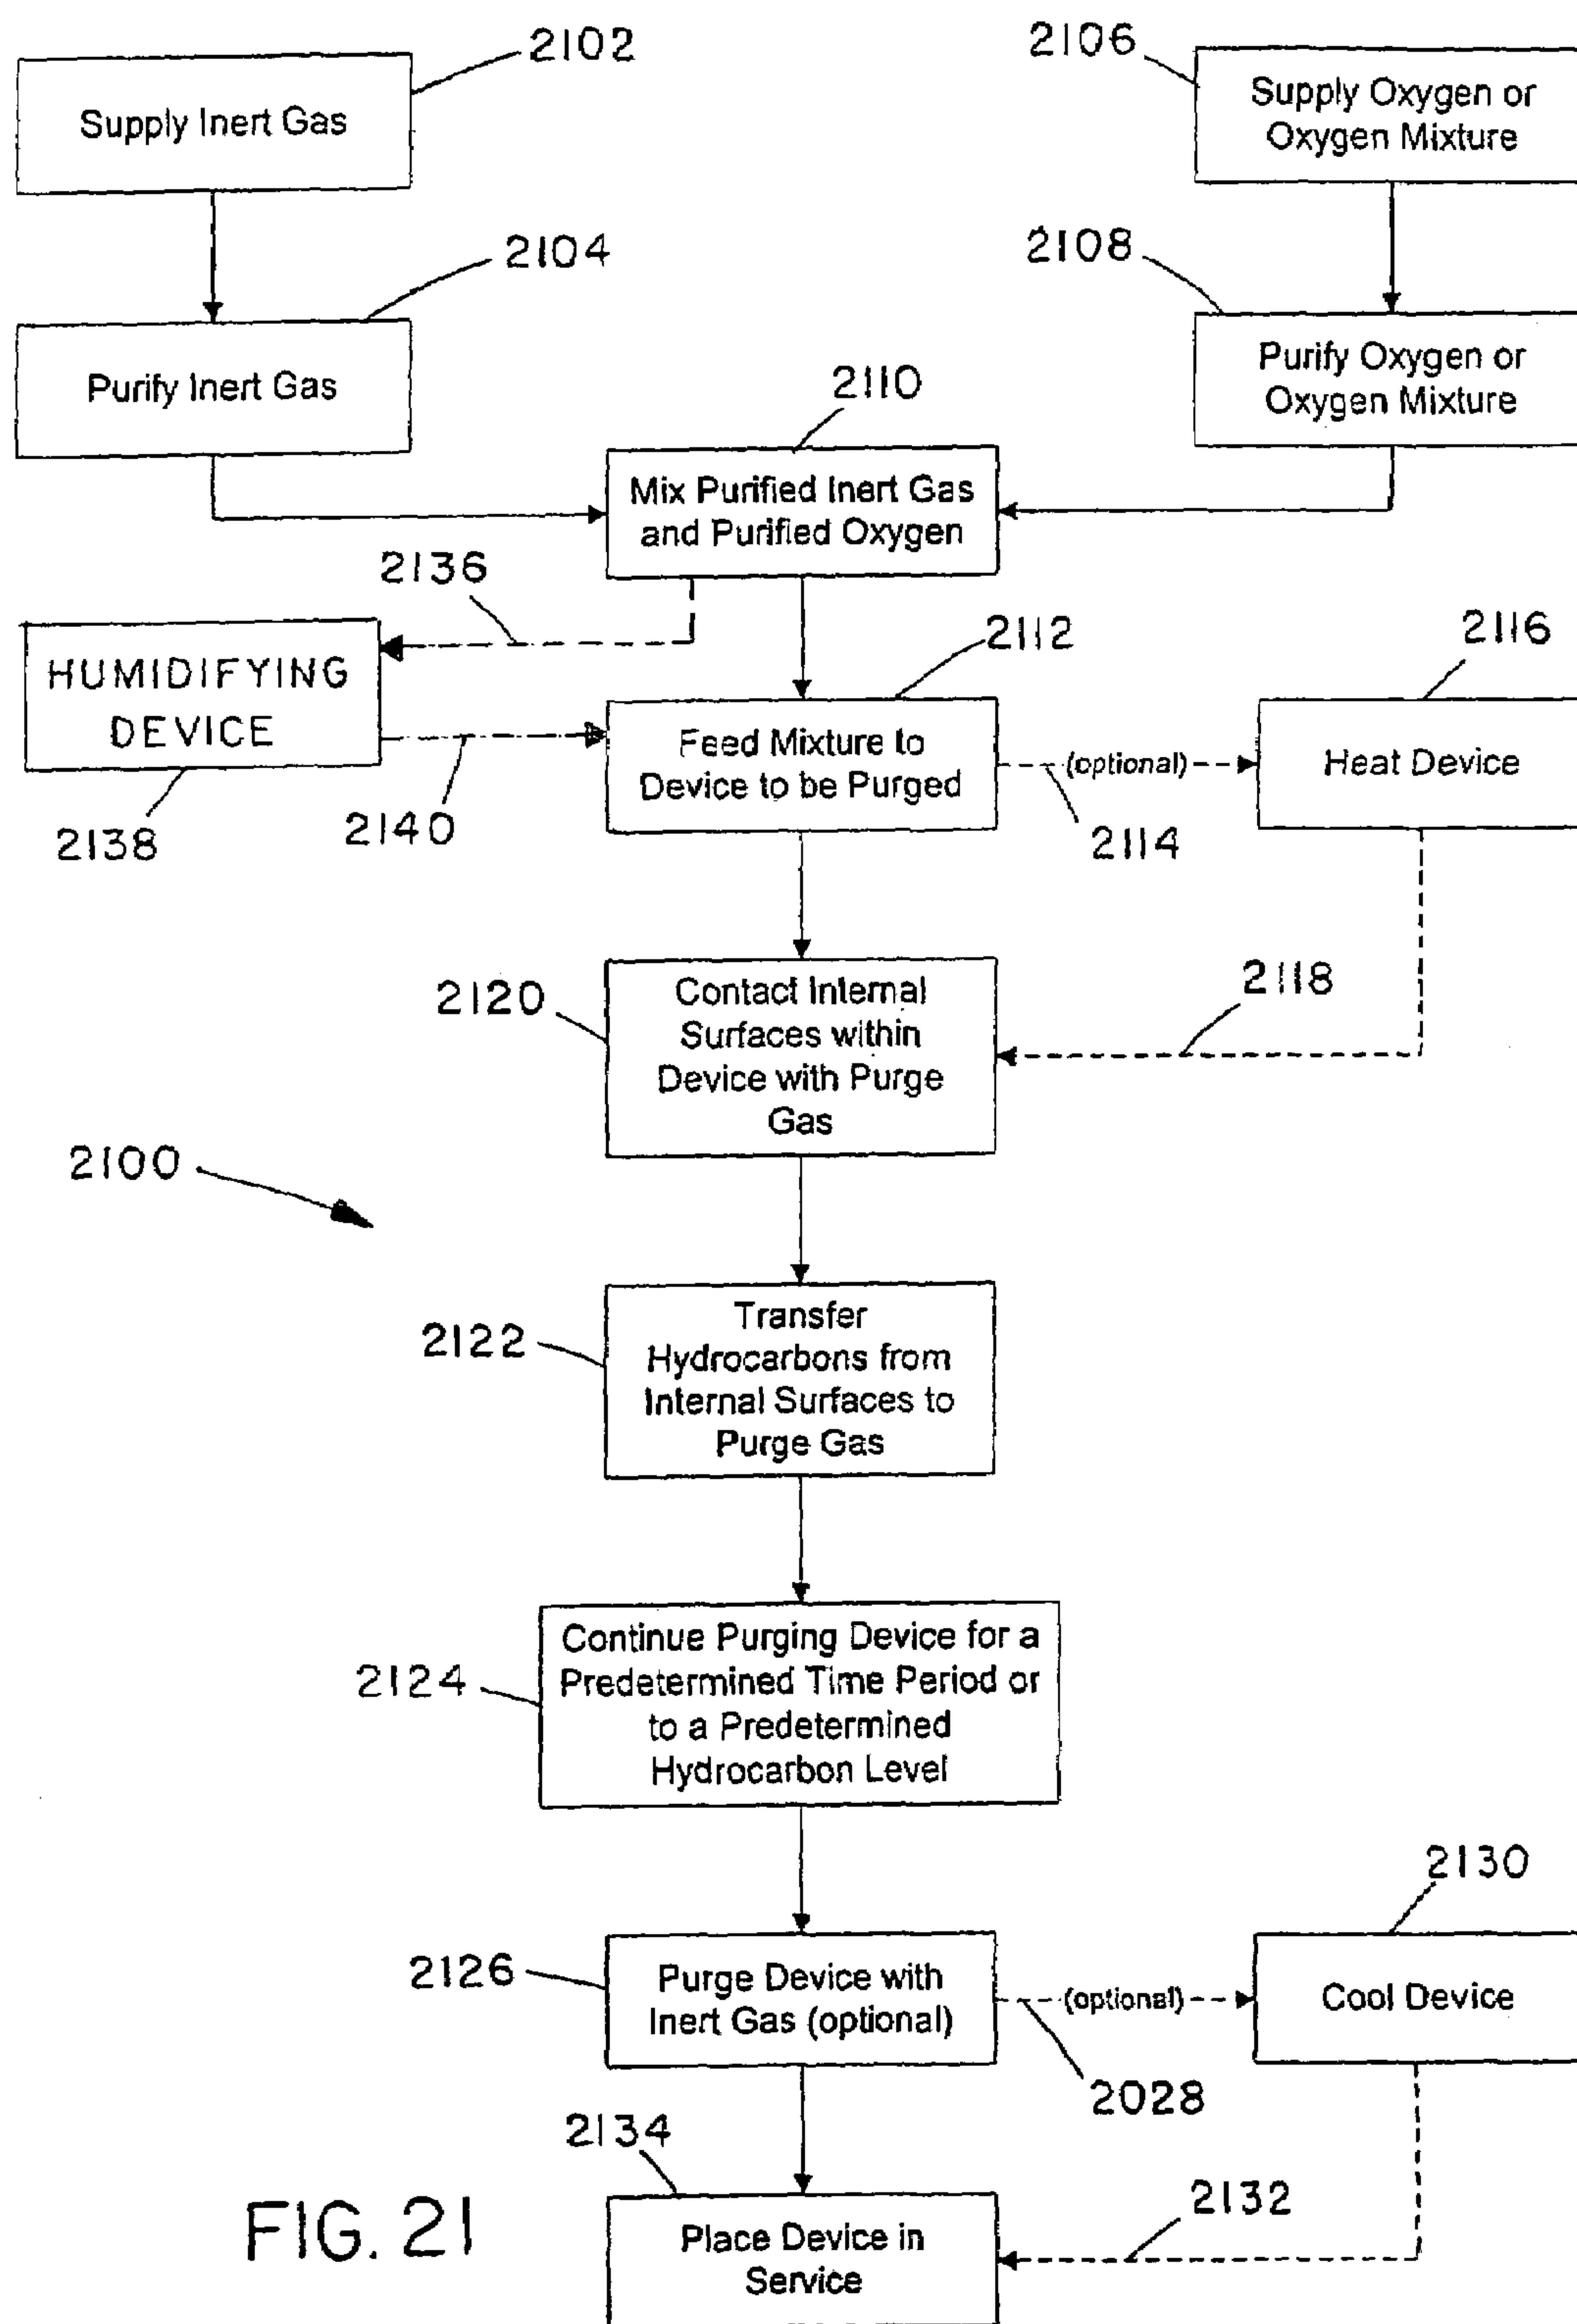 2102
2106
Supply Inert Gas
Supply Oxygen or
Oxygen Mixture
2104
2108
Purify Inert Gas
Purify Oxygen or
Oxygen Mixture
2110
Mix Purified Inert Gas
and Purified Oxygen
2136
HUMIDIFYING
DEVICE
2138
2140
2112
Feed Mixture to
Device to be Purged
(optional)
2114
2116
Heat Device
2118
2120
Contact Internal
Surfaces within
Device with Purge
Gas
2100
2122
Transfer
Hydrocarbons from
Internal Surfaces to
Purge Gas
2124
Continue Purging Device for a
Predetermined Time Period or
to a Predetermined
Hydrocarbon Level
2126
Purge Device with
Inert Gas (optional)
(optional)
2028
2130
Cool Device
2132
2134
Place Device in
Service
FIG. 21